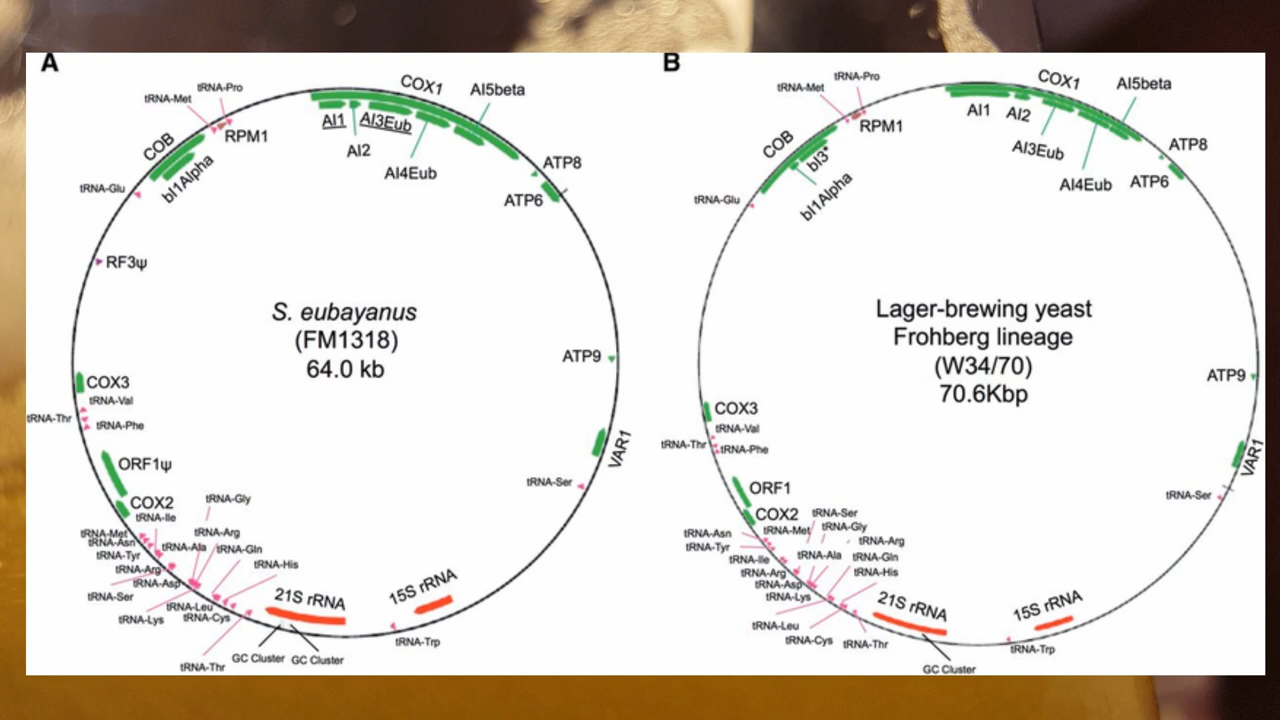 A
tRNA-Pro
tRNA-Met
RPM1
COX1
AI5beta
AI1
AI3Eub
AI2
AI4Eub
COB
bI1Alpha
tRNA-Glu
ATP8
ATP6
RF3ψ
S. eubayanus
(FM1318)
64.0 kb
ATP9
COX3
tRNA-Val
tRNA-Thr
tRNA-Phe
VAR1
ORF1ψ
tRNA-Ser
COX2
tRNA-Gly
tRNA-Ile
tRNA-Met
tRNA-Arg
tRNA-Asn
tRNA-Ala
tRNA-Gln
tRNA-Tyr
tRNA-Arg
tRNA-His
tRNA-Asp
tRNA-Ser
tRNA-Leu
tRNA-Lys
tRNA-Cys
21S rRNA
15S rRNA
tRNA-Trp
GC Cluster
GC Cluster
tRNA-Thr
B
tRNA-Pro
tRNA-Met
RPM1
COX1
AI5beta
AI1
AI2
AI3Eub
AI4Eub
COB
bI3*
bI1Alpha
tRNA-Glu
ATP8
ATP6
Lager-brewing yeast
Frohberg lineage
(W34/70)
70.6Kbp
ATP9
COX3
tRNA-Val
tRNA-Thr
tRNA-Phe
VAR1
ORF1
tRNA-Ser
COX2
tRNA-Ser
tRNA-Asn
tRNA-Met
tRNA-Gly
tRNA-Arg
tRNA-Tyr
tRNA-Ile
tRNA-Ala
tRNA-Gln
tRNA-Arg
tRNA-His
tRNA-Asp
tRNA-Lys
tRNA-Leu
tRNA-Cys
tRNA-Thr
21S rRNA
15S rRNA
tRNA-Trp
GC Cluster